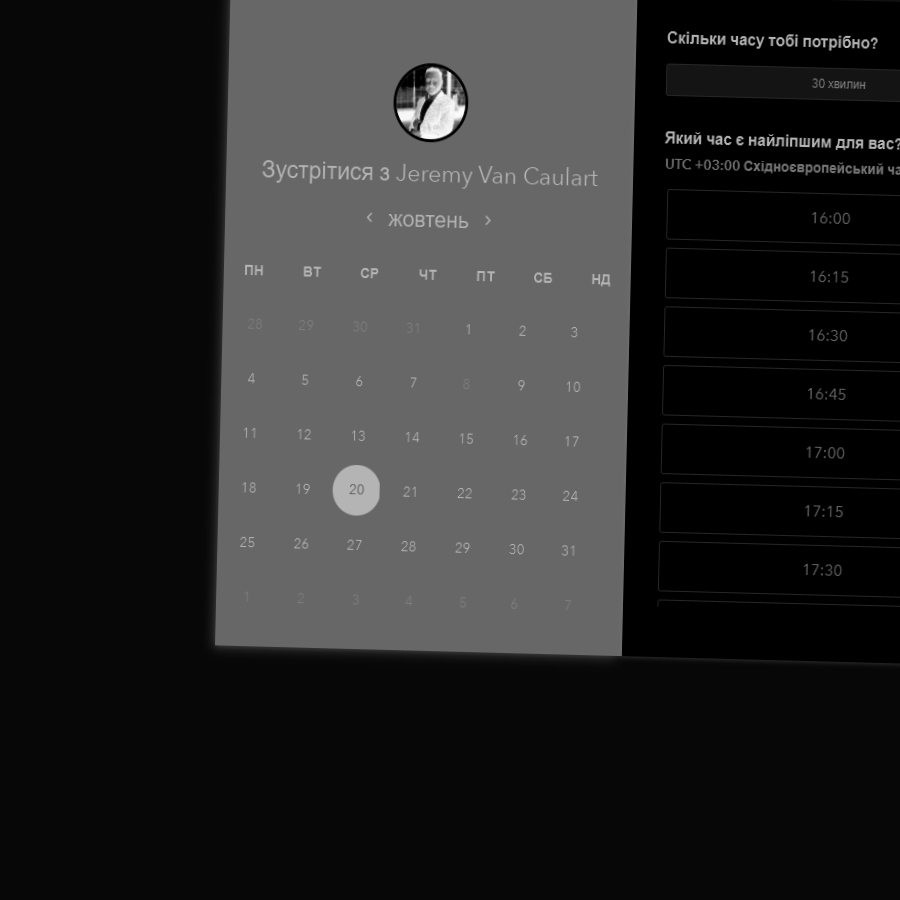 Зустрітися з Jeremy Van Caulart
‹ жовтень ›
ПН ВТ СР ЧТ ПТ СБ НД
28 29 30 31 1 2 3
4 5 6 7 8 9 10
11 12 13 14 15 16 17
18 19 20 21 22 23 24
25 26 27 28 29 30 31
1 2 3 4 5 6 7
Скільки часу тобі потрібно?
30 хвилин
Який час є найліпшим для вас?
UTC +03:00 Східноєвропейський
16:00
16:15
16:30
16:45
17:00
17:15
17:30